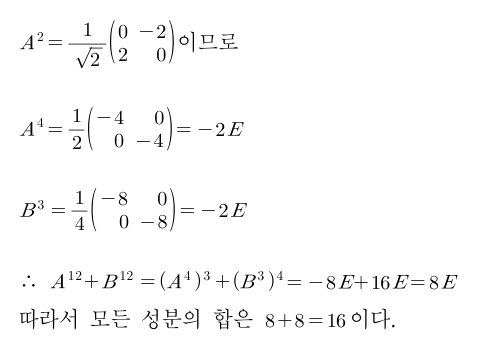 A² = 1/√2 (0 −2; 2 0) 이므로
A⁴ = 1/2 (−4 0; 0 −4) = −2E
B³ = 1/4 (−8 0; 0 −8) = −2E
∴ A¹² + B¹² = (A⁴)³ + (B³)⁴ = −8E + 16E = 8E
따라서 모든 성분의 합은 8+8=16 이다.